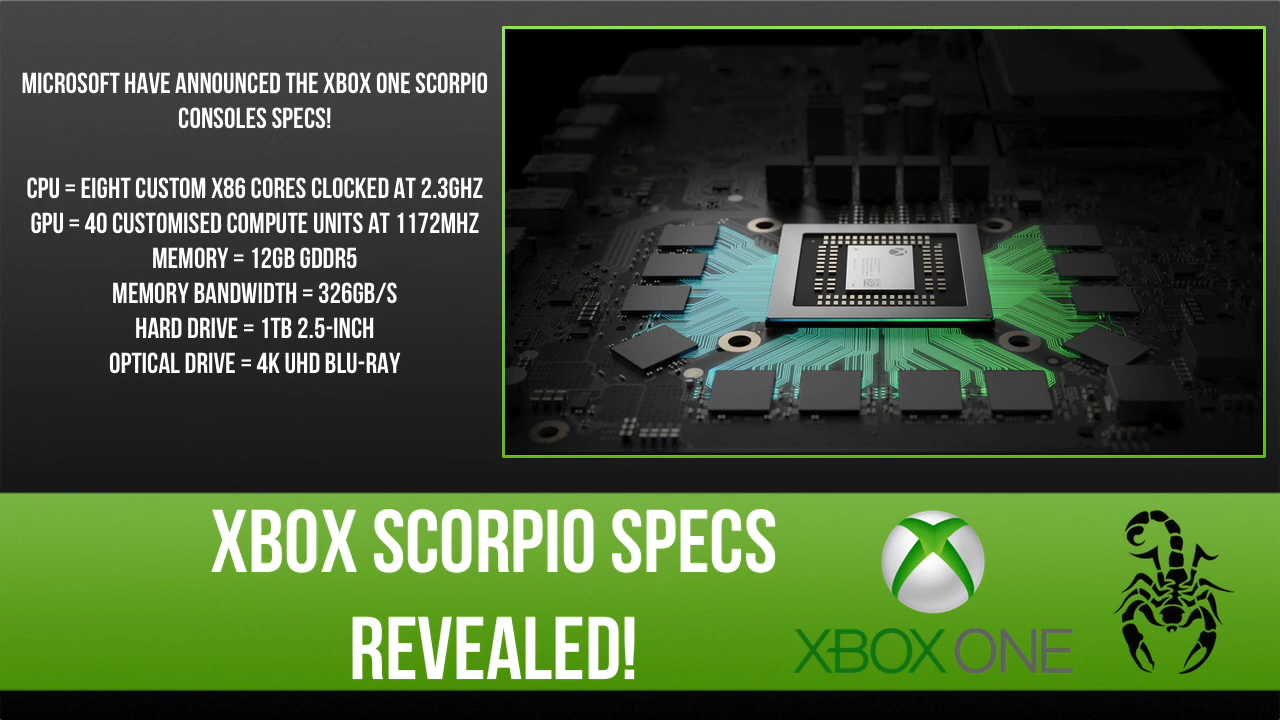 MICROSOFT HAVE ANNOUNCED THE XBOX ONE SCORPIO
CONSOLES SPECS!
CPU = EIGHT CUSTOM X86 CORES CLOCKED AT 2.3GHZ
GPU = 40 CUSTOMISED COMPUTE UNITS AT 1172MHZ
MEMORY = 12GB GDDR5
MEMORY BANDWIDTH = 326GB/S
HARD DRIVE = 1TB 2.5-INCH
OPTICAL DRIVE = 4K UHD BLU-RAY
XBOX SCORPIO SPECS
REVEALED!
XBOX ONE